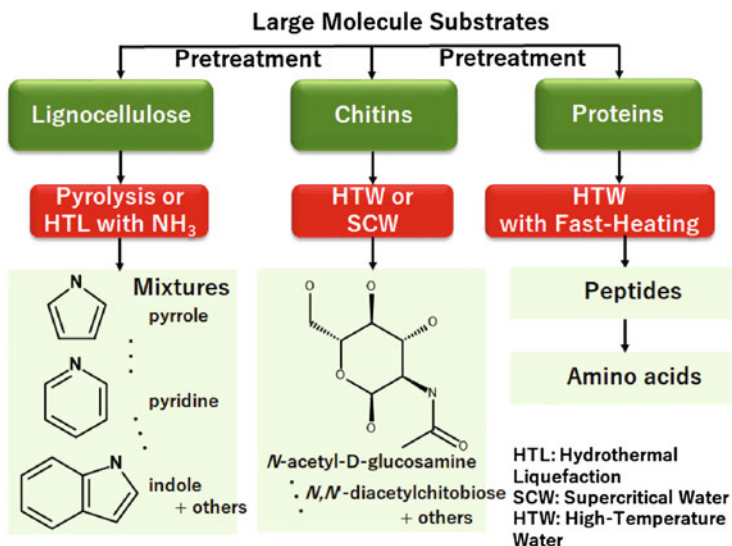 Large Molecule Substrates
Pretreatment
Pretreatment
Lignocellulose
Chitins
Proteins
Pyrolysis or
HTL with NH₃
HTW or
SCW
HTW
with Fast-Heating
N
Mixtures
pyrrole
N
pyridine
N
indole
+ others
O
O
O
O
O
N
O
N-acetyl-D-glucosamine
N,N'-diacetylchitobiose
+ others
Peptides
Amino acids
HTL: Hydrothermal
Liquefaction
SCW: Supercritical Water
HTW: High-Temperature
Water